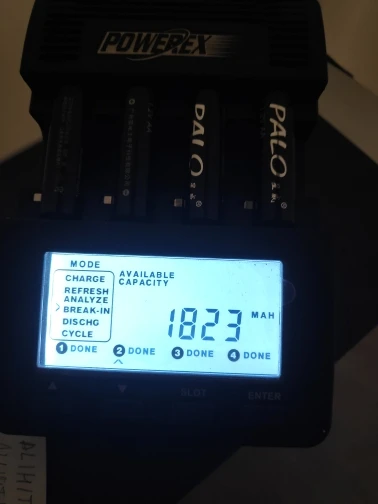 POWEREX
PALO
PALO
MODE
CHARGE
REFRESH
ANALYZE
> BREAK-IN
DISCHG
CYCLE
AVAILABLE
CAPACITY
1823 MAH
1 DONE 2 DONE 3 DONE 4 DONE
SLOT ENTER